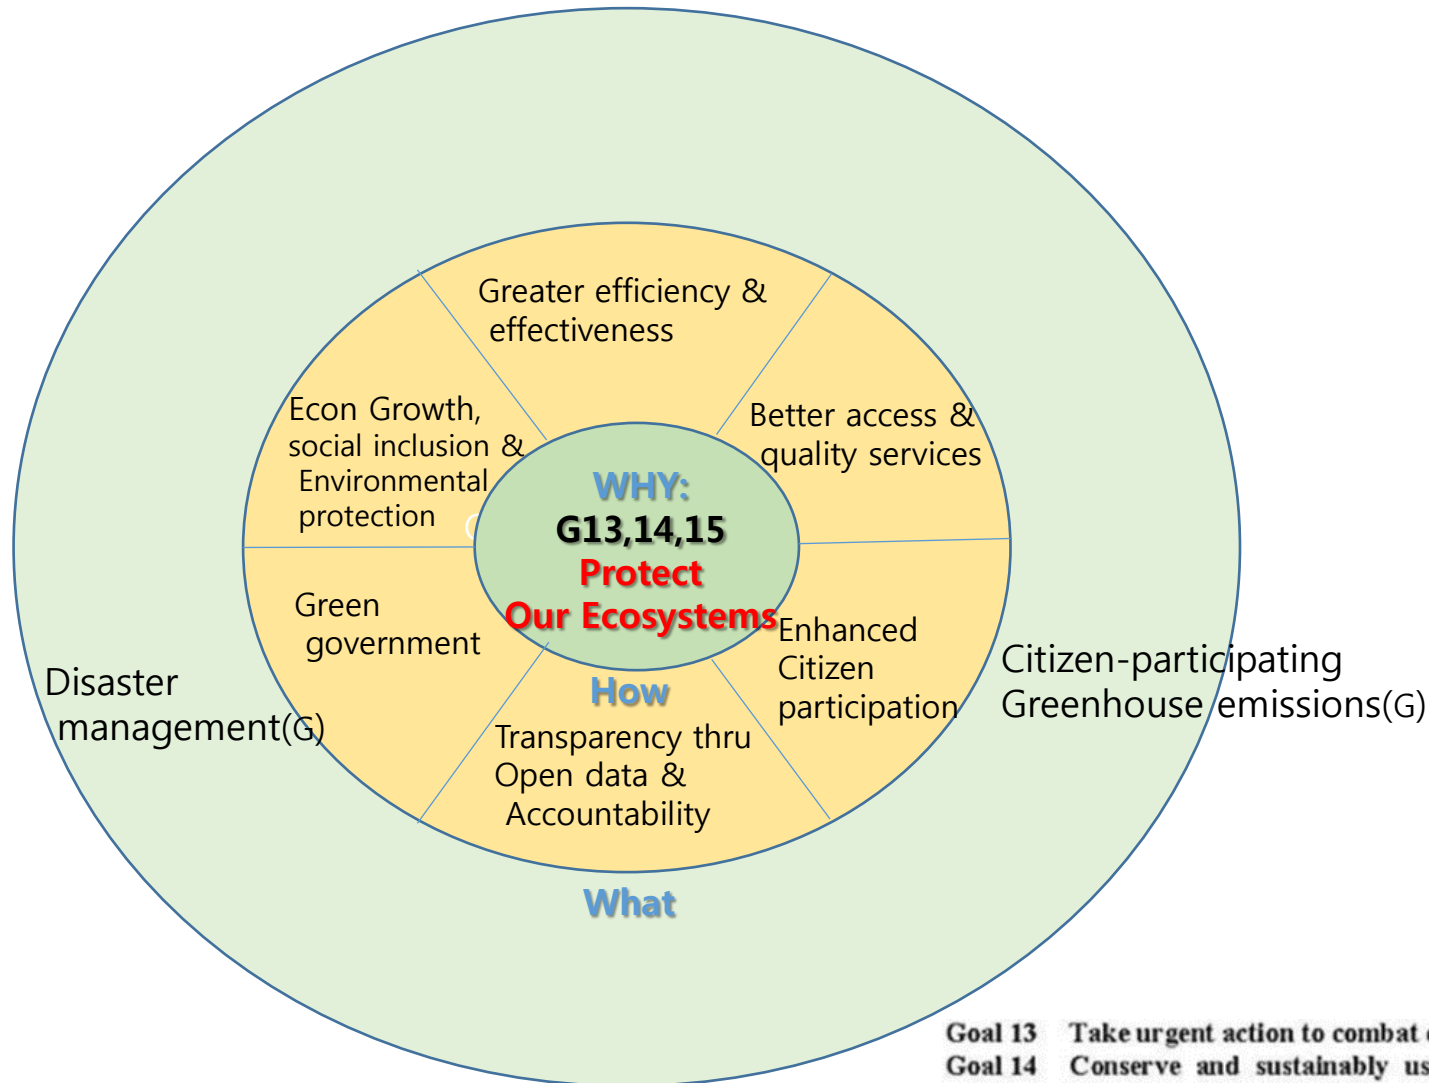 Greater efficiency &
effectiveness
Econ Growth,
social inclusion &
Environmental
protection
Better access &
quality services
WHY:
G13,14,15
Protect
Our Ecosystems
Green
government
Enhanced
Citizen
participation
How
Transparency thru
Open data &
Accountability
Disaster
management(G)
Citizen-participating
Greenhouse emissions(G)
What
Goal 13 Take urgent action to combat
Goal 14 Conserve and sustainably